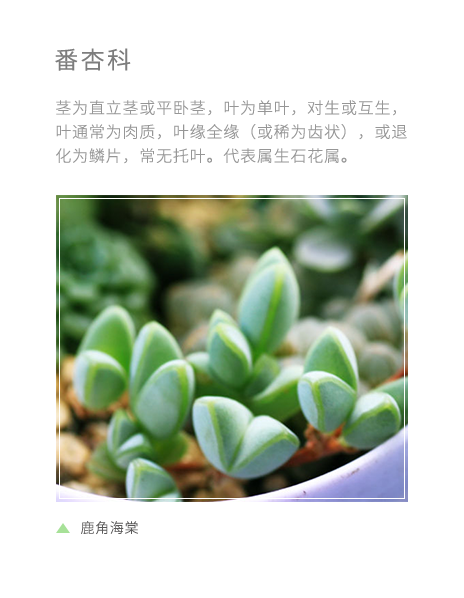 番杏科
茎为直立茎或平卧茎，叶为单叶，对生或互生，
叶通常为肉质，叶缘全缘（或稀为齿状），或退
化为鳞片，常无托叶。代表属生石花属。
鹿角海棠